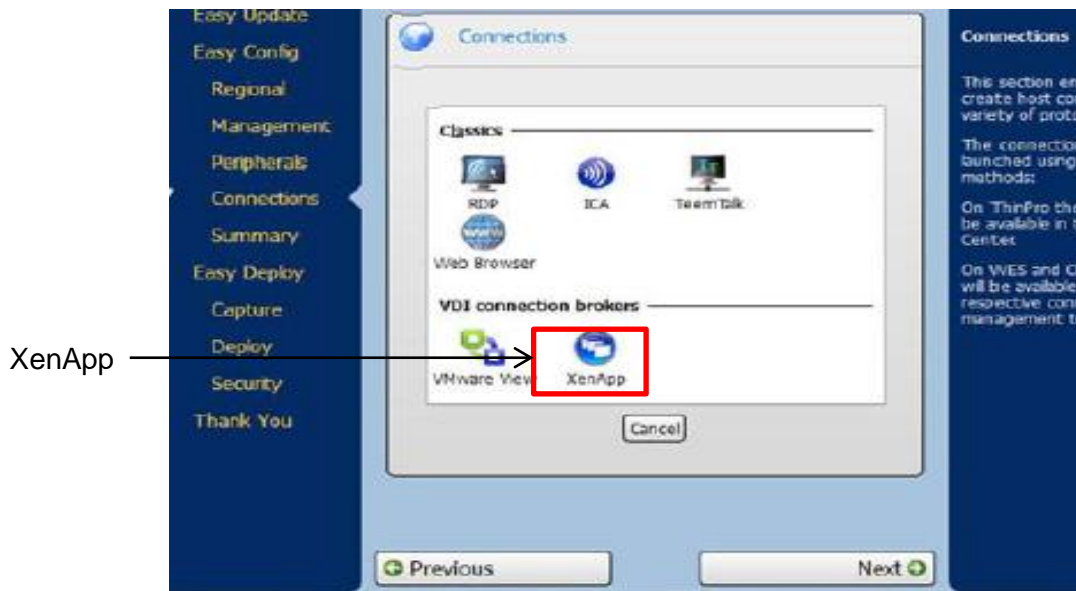 Easy Update
Easy Config
Regional
Management
Peripherals
Connections
Summary
Easy Deploy
Capture
Deploy
Security
Thank You
XenApp
Connections
Classics
RDP
ICA
TeemTalk
Web Browser
VDI connection brokers
VMware View
XenApp
Cancel
Previous
Next
Connections
This section en
create host co
variety of proto
The connection
launched using
methods:
On ThinPro the
be available in
Center
On WES and C
will be available
respective con
management t